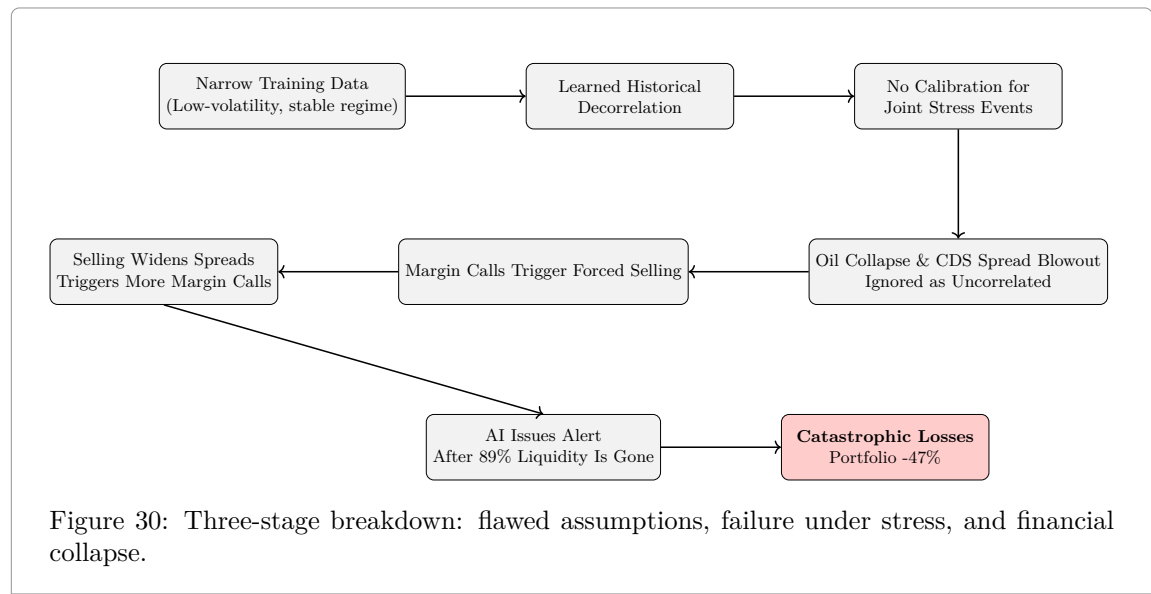 Narrow Training Data
(Low-volatility, stable regime)
Learned Historical
Decorrelation
No Calibration for
Joint Stress Events
Selling Widens Spreads
Triggers More Margin Calls
Margin Calls Trigger Forced Selling
Oil Collapse & CDS Spread Blowout
Ignored as Uncorrelated
AI Issues Alert
After 89% Liquidity Is Gone
Catastrophic Losses
Portfolio -47%
Figure 30: Three-stage breakdown: flawed assumptions, failure under stress, and financial
collapse.